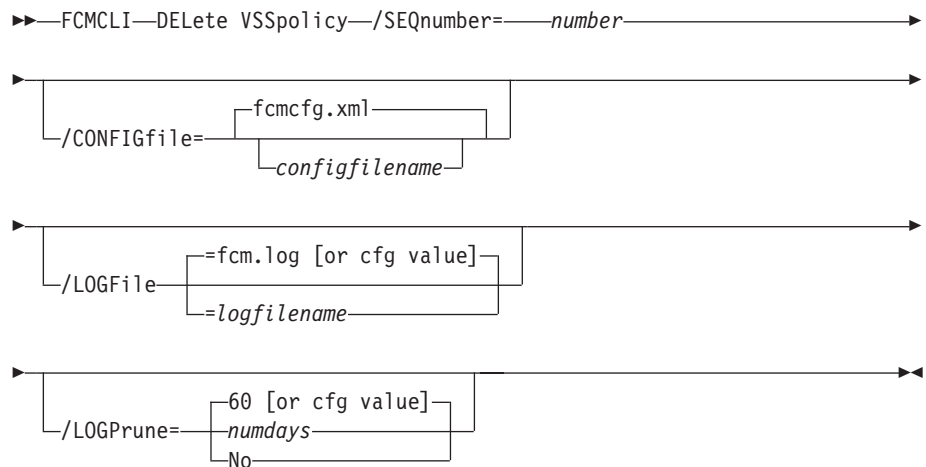 FCMCLI DELete VSSpolicy /SEQnumber= number
fcmcfg.xml
/CONFIGfile=
configfilename
=fcm.log [or cfg value]
/LOGFile
=logfilename
60 [or cfg value]
/LOGPrune= numdays
No